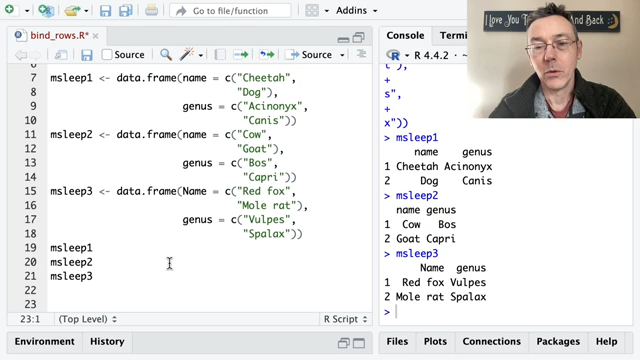 Go to file/function
Addins
bind_rows.R*
Source
Source
6
7 msleep1 <- data.frame(name = c("Cheetah",
8 "Dog"),
9 genus = c("Acinonyx",
10 "Canis"))
11 msleep2 <- data.frame(name = c("Cow",
12 "Goat"),
13 genus = c("Bos",
14 "Capri"))
15 msleep3 <- data.frame(Name = c("Red fox",
16 "Mole rat"),
17 genus = c("Vulpes",
18 "Spalax"))
19 msleep1
20 msleep2
21 msleep3
22
23
23:1 (Top Level) R Script
Environment History
I Love You To The And Back
Console Termi
R 4.4.2
t"),
+
s",
+
x"))
> msleep1
name genus
1 Cheetah Acinonyx
2 Dog Canis
> msleep2
name genus
1 Cow Bos
2 Goat Capri
> msleep3
Name genus
1 Red fox Vulpes
2 Mole rat Spalax
>
Files Plots Connections Packages Help